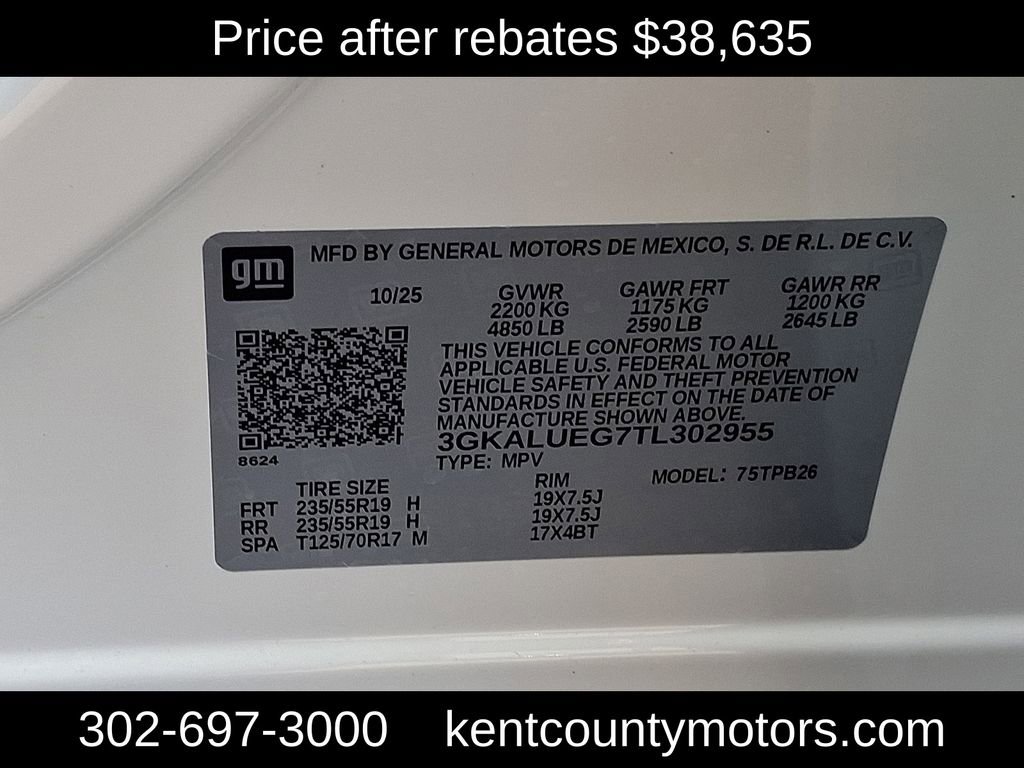 Price after rebates $38,635
gm
MFD BY GENERAL MOTORS DE MEXICO, S. DE R.L. DE C.V.
10/25 GVWR GAWR FRT GAWR RR
2200 KG 1175 KG 1200 KG
4850 LB 2590 LB 2645 LB
THIS VEHICLE CONFORMS TO ALL
APPLICABLE U.S. FEDERAL MOTOR
VEHICLE SAFETY AND THEFT PREVENTION
STANDARDS IN EFFECT ON THE DATE OF
MANUFACTURE SHOWN ABOVE.
3GKALUEG7TL302955
8624
TYPE: MPV
MODEL: 75TPB26
TIRE SIZE RIM
FRT 235/55R19 H 19X7.5J
RR 235/55R19 H 19X7.5J
SPA T125/70R17 M 17X4BT
302-697-3000 kentcountymotors.com